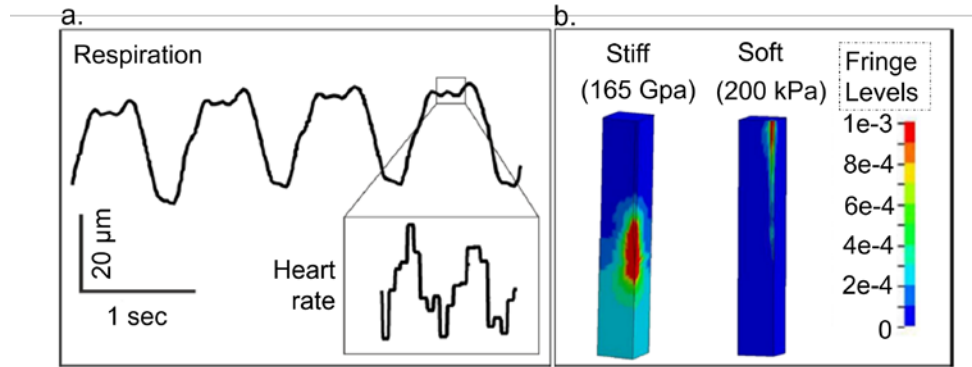 a.
Respiration
20 µm
1 sec
Heart
rate
b.
Stiff
(165 Gpa)
Soft
(200 kPa)
Fringe
Levels
1e-3
8e-4
6e-4
4e-4
2e-4
0